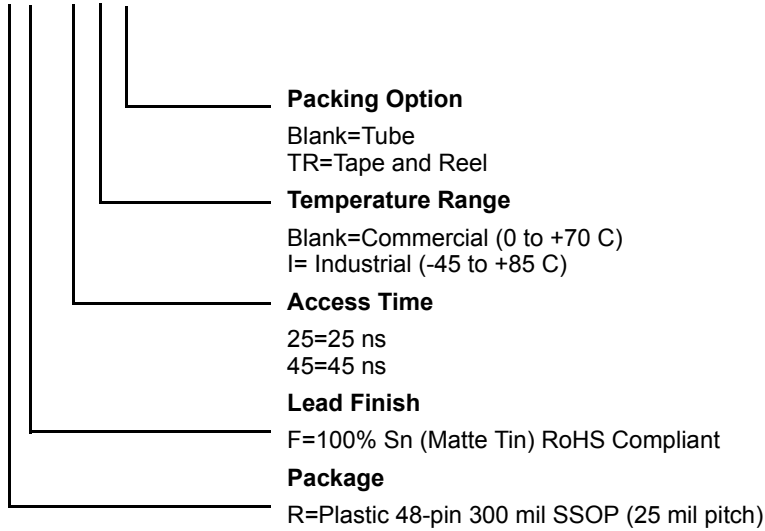 Packing Option
Blank=Tube
TR=Tape and Reel
Temperature Range
Blank=Commercial (0 to +70 C)
I= Industrial (-45 to +85 C)
Access Time
25=25 ns
45=45 ns
Lead Finish
F=100% Sn (Matte Tin) RoHS Compliant
Package
R=Plastic 48-pin 300 mil SSOP (25 mil pitch)